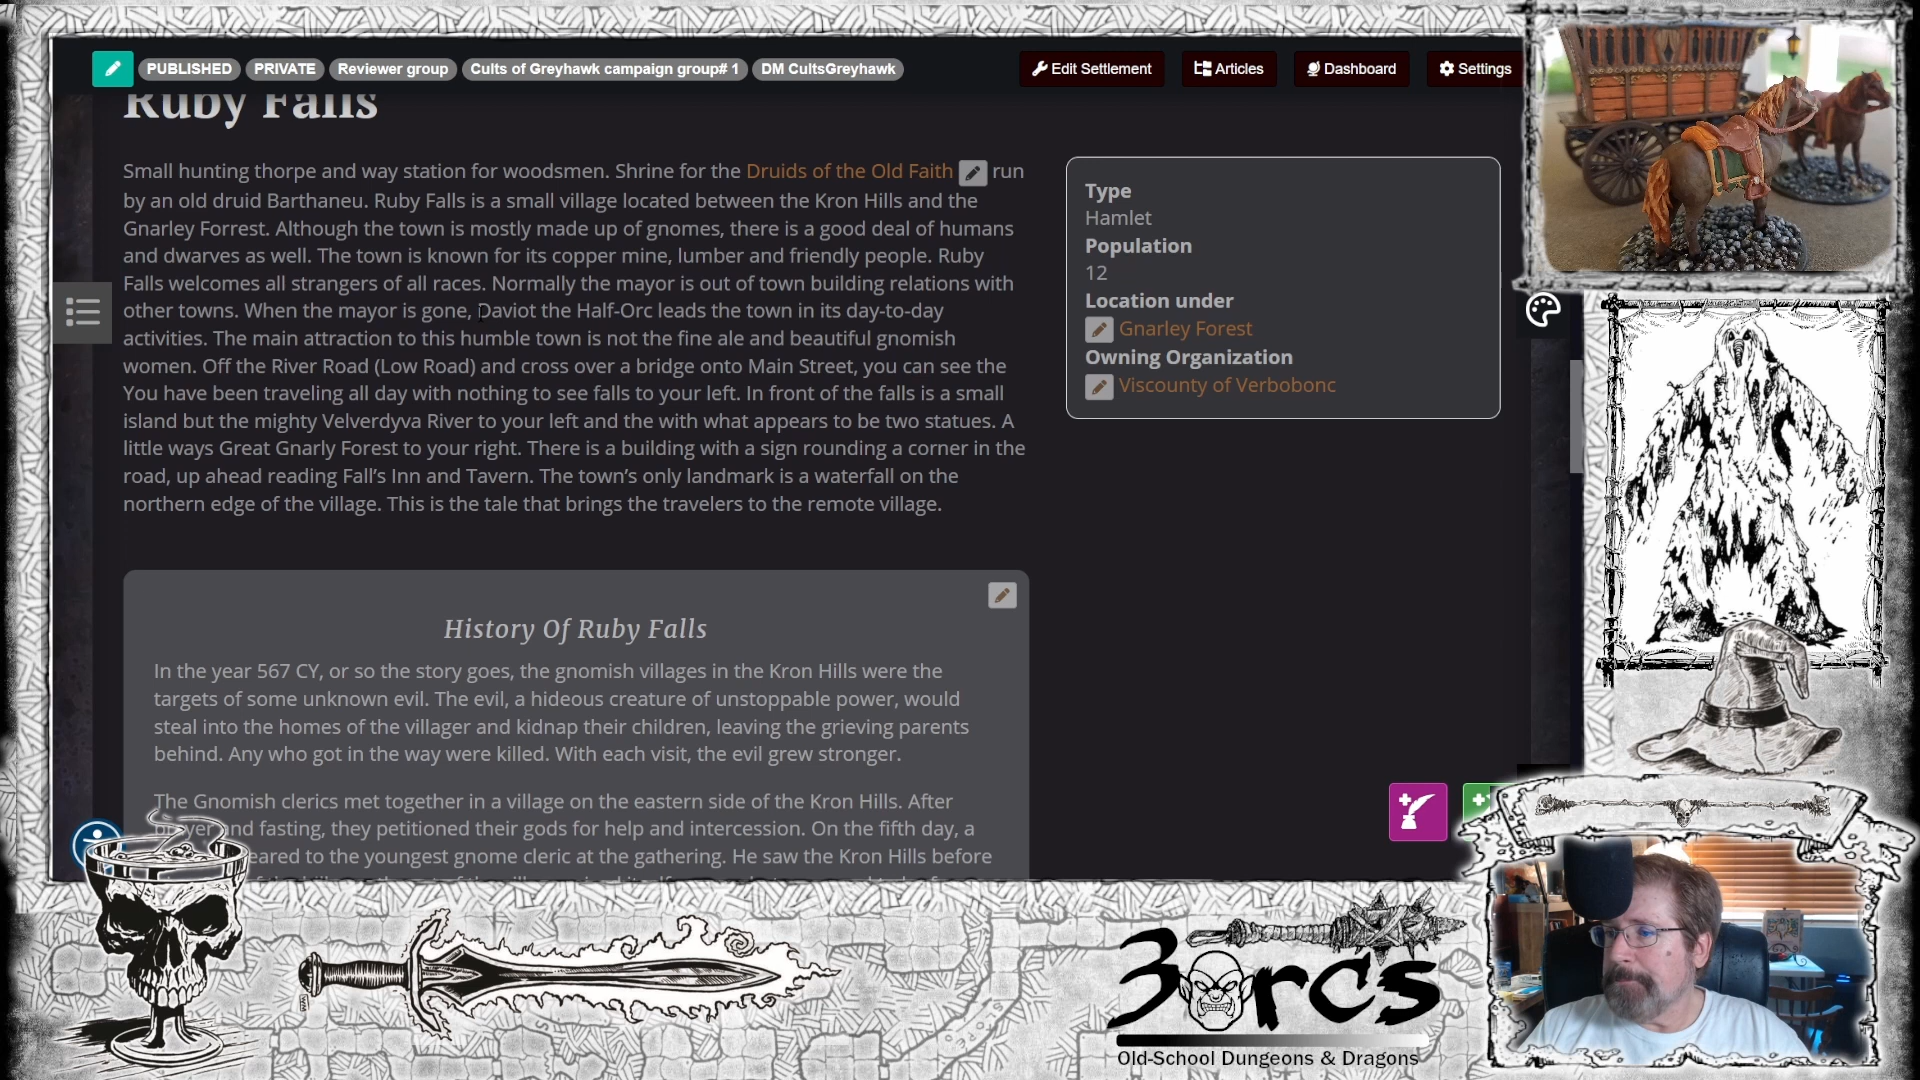 PUBLISHED PRIVATE Reviewer group Cults of Greyhawk campaign group# 1 DM CultsGreyhawk Edit Settlement Articles Dashboard Settings
Ruby Falls
Small hunting thorpe and way station for woodsmen. Shrine for the Druids of the Old Faith run
by an old druid Barthaneu. Ruby Falls is a small village located between the Kron Hills and the
Gnarley Forrest. Although the town is mostly made up of gnomes, there is a good deal of humans
and dwarves as well. The town is known for its copper mine, lumber and friendly people. Ruby
Falls welcomes all strangers of all races. Normally the mayor is out of town building relations with
other towns. When the mayor is gone, Daviot the Half-Orc leads the town in its day-to-day
activities. The main attraction to this humble town is not the fine ale and beautiful gnomish
women. Off the River Road (Low Road) and cross over a bridge onto Main Street, you can see the
You have been traveling all day with nothing to see falls to your left. In front of the falls is a small
island but the mighty Velverdyva River to your left and the with what appears to be two statues. A
little ways Great Gnarly Forest to your right. There is a building with a sign rounding a corner in the
road, up ahead reading Fall’s Inn and Tavern. The town’s only landmark is a waterfall on the
northern edge of the village. This is the tale that brings the travelers to the remote village.
Type
Hamlet
Population
12
Location under
Gnarley Forest
Owning Organization
Viscounty of Verbobonc
History Of Ruby Falls
In the year 567 CY, or so the story goes, the gnomish villages in the Kron Hills were the
targets of some unknown evil. The evil, a hideous creature of unstoppable power, would
steal into the homes of the villager and kidnap their children, leaving the grieving parents
behind. Any who got in the way were killed. With each visit, the evil grew stronger.
The Gnomish clerics met together in a village on the eastern side of the Kron Hills. After
and fasting, they petitioned their gods for help and intercession. On the fifth day, a
eared to the youngest gnome cleric at the gathering. He saw the Kron Hills before
3 orcs
Old-School Dungeons & Dragons